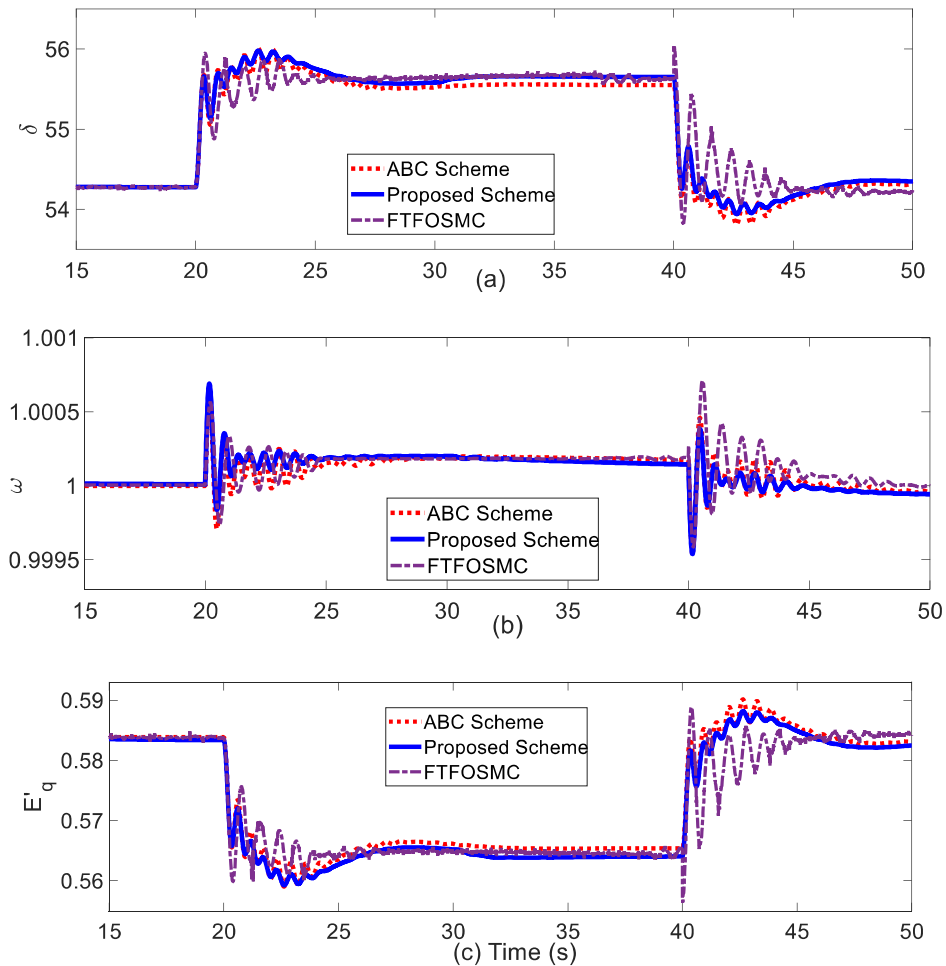 56
55
54
δ
ABC Scheme
Proposed Scheme
FTFOSMC
15 20 25 30 35 40 45 50
(a)
1.001
1.0005
1
0.9995
ω
ABC Scheme
Proposed Scheme
FTFOSMC
15 20 25 30 35 40 45 50
(b)
0.59
0.58
0.57
0.56
E'q
ABC Scheme
Proposed Scheme
FTFOSMC
15 20 25 30 35 40 45 50
(c) Time (s)